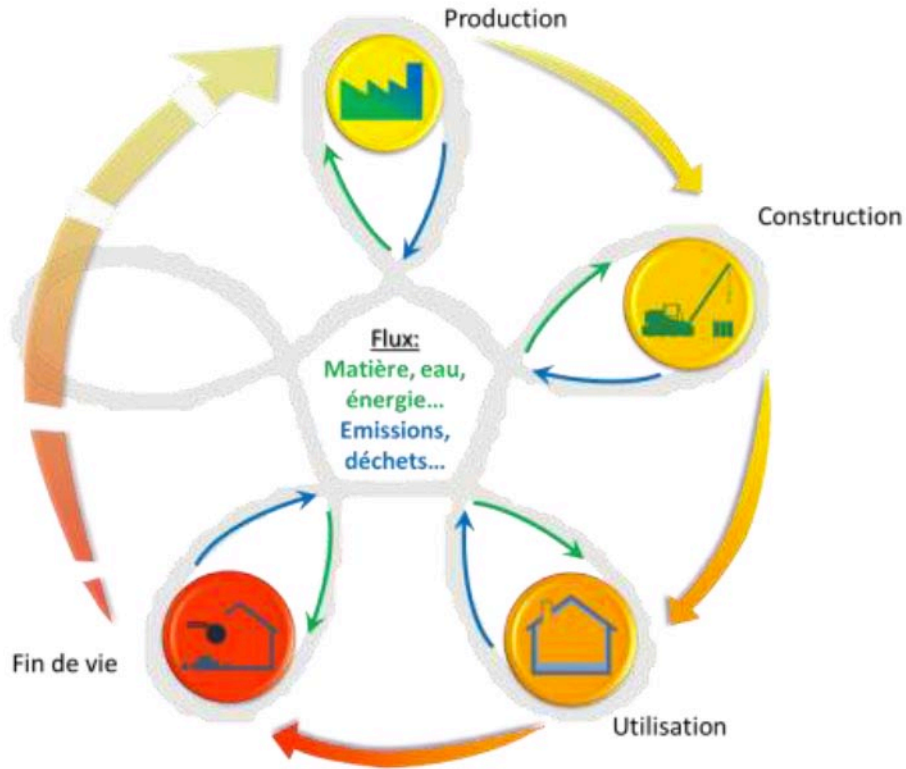 Production
Construction
Flux:
Matière, eau,
énergie...
Emissions,
déchets...
Fin de vie
Utilisation